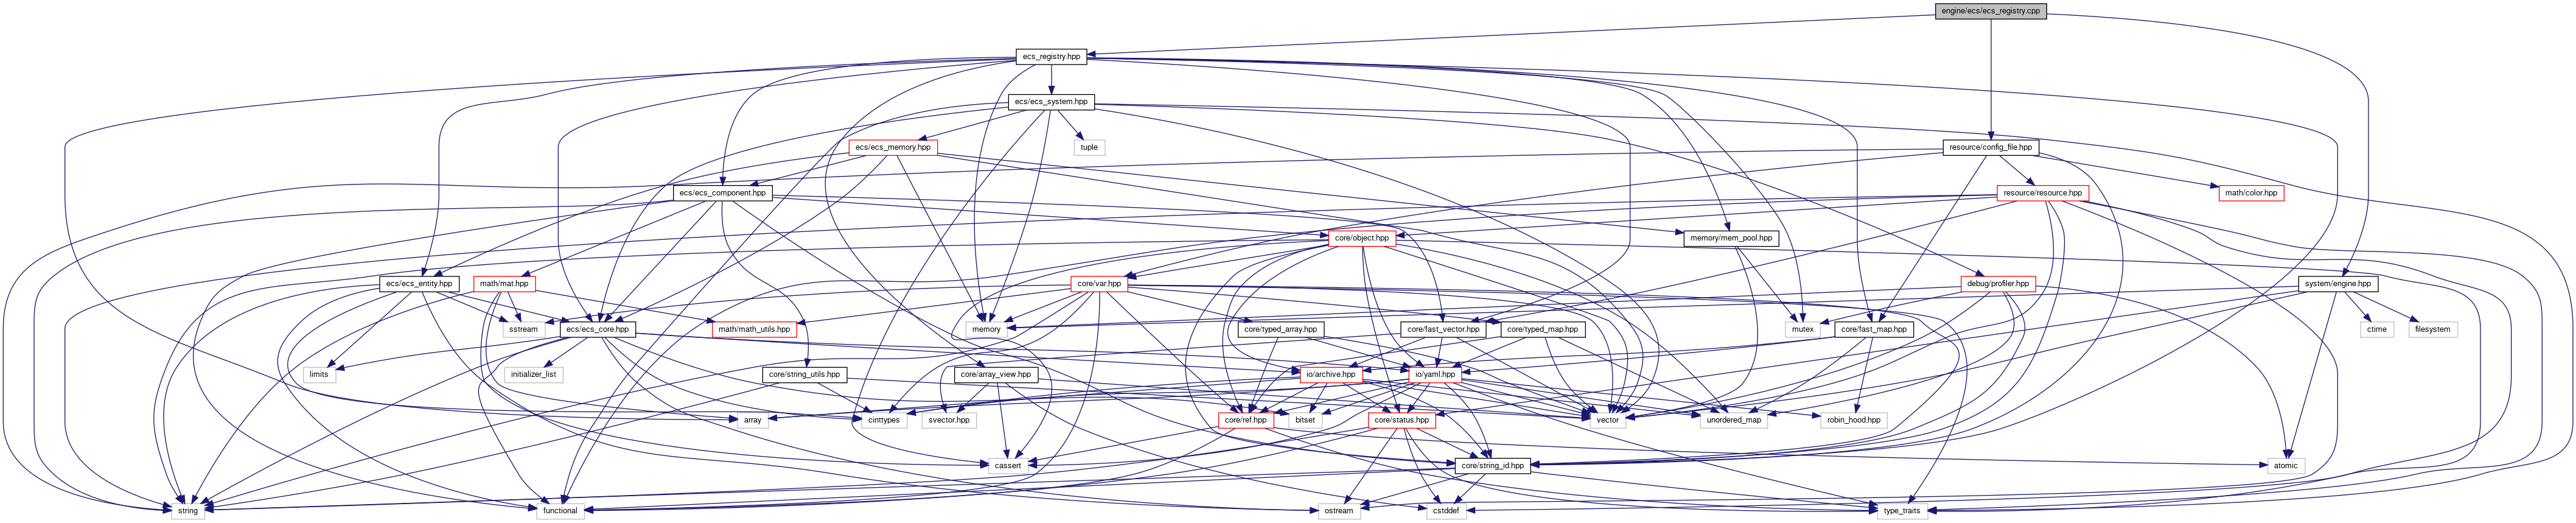 engine/ecs/ecs_registry.cpp
ecs_registry.hpp
ecs/ecs_system.hpp
ecs/ecs_memory.hpp
tuple
resource/config_file.hpp
ecs/ecs_component.hpp
resource/resource.hpp
math/color.hpp
core/object.hpp
memory/mem_pool.hpp
ecs/ecs_entity.hpp
math/mat.hpp
core/var.hpp
debug/profiler.hpp
system/engine.hpp
sstream
ecs/ecs_core.hpp
math/math_utils.hpp
memory
core/typed_array.hpp
core/fast_vector.hpp
core/typed_map.hpp
mutex
core/fast_map.hpp
ctime
filesystem
limits
initializer_list
core/string_utils.hpp
core/array_view.hpp
io/archive.hpp
io/yaml.hpp
array
cinttypes
svector.hpp
core/ref.hpp
bitset
core/status.hpp
vector
unordered_map
robin_hood.hpp
cassert
core/string_id.hpp
atomic
string
functional
ostream
cstddef
type_traits